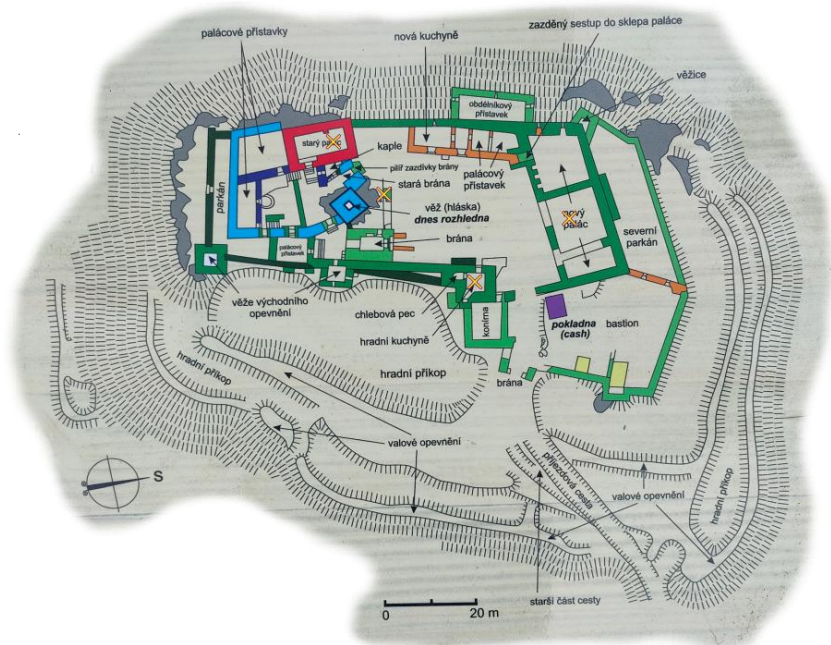 palácové přístavky
nová kuchyně
zazděný sestup do sklepa paláce
věžice
obdélníkový
přístavek
starý palác
kaple
pilíř zazdívky brány
palácový
přístavek
stará brána
parkán
věž (hláska)
dnes rozhledna
nový
palác
severní
parkán
brána
palácový
přístavek
věže východního
opevnění
chlebová pec
hradní kuchyně
konírna
pokladna
(cash)
bastion
hradní příkop
hradní příkop
brána
valové opevnění
S
příjezdová cesta
valové opevnění
hradní příkop
starší část cesty
0
20 m